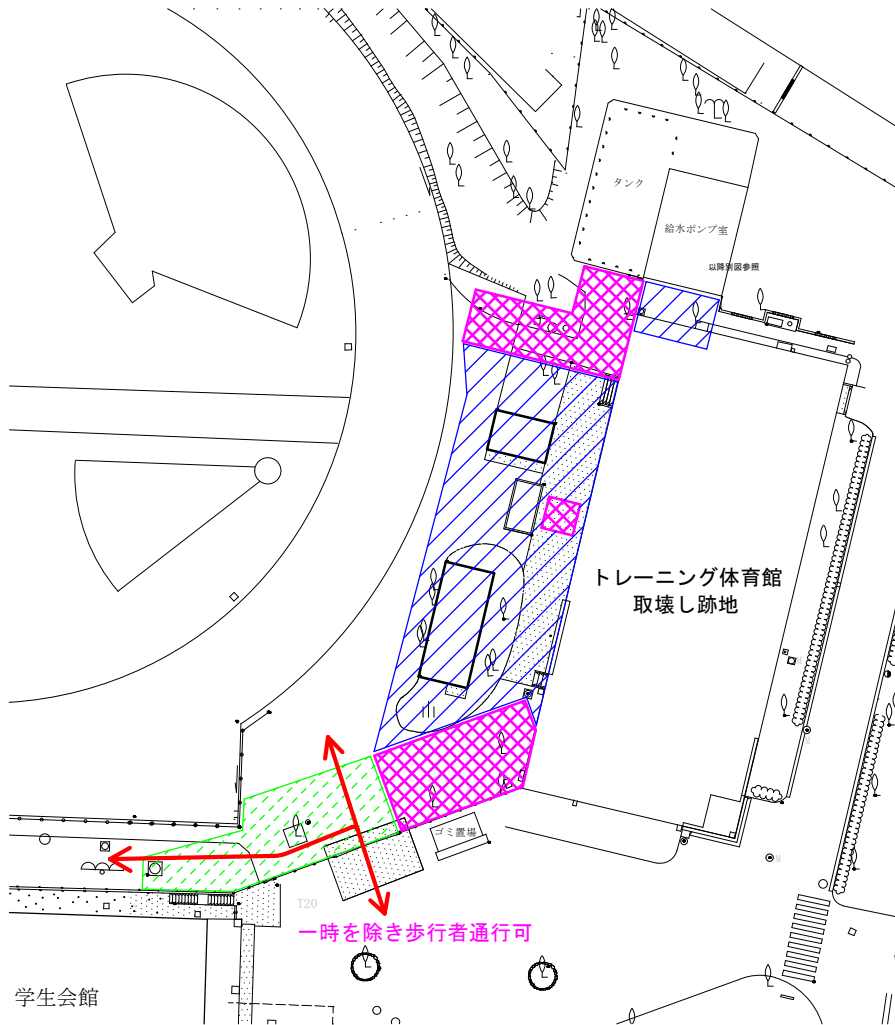 タンク
給水ポンプ室
以降別図参照
トレーニング体育館
取壊し跡地
ゴミ置場
T20
一時を除き歩行者通行可
学生会館